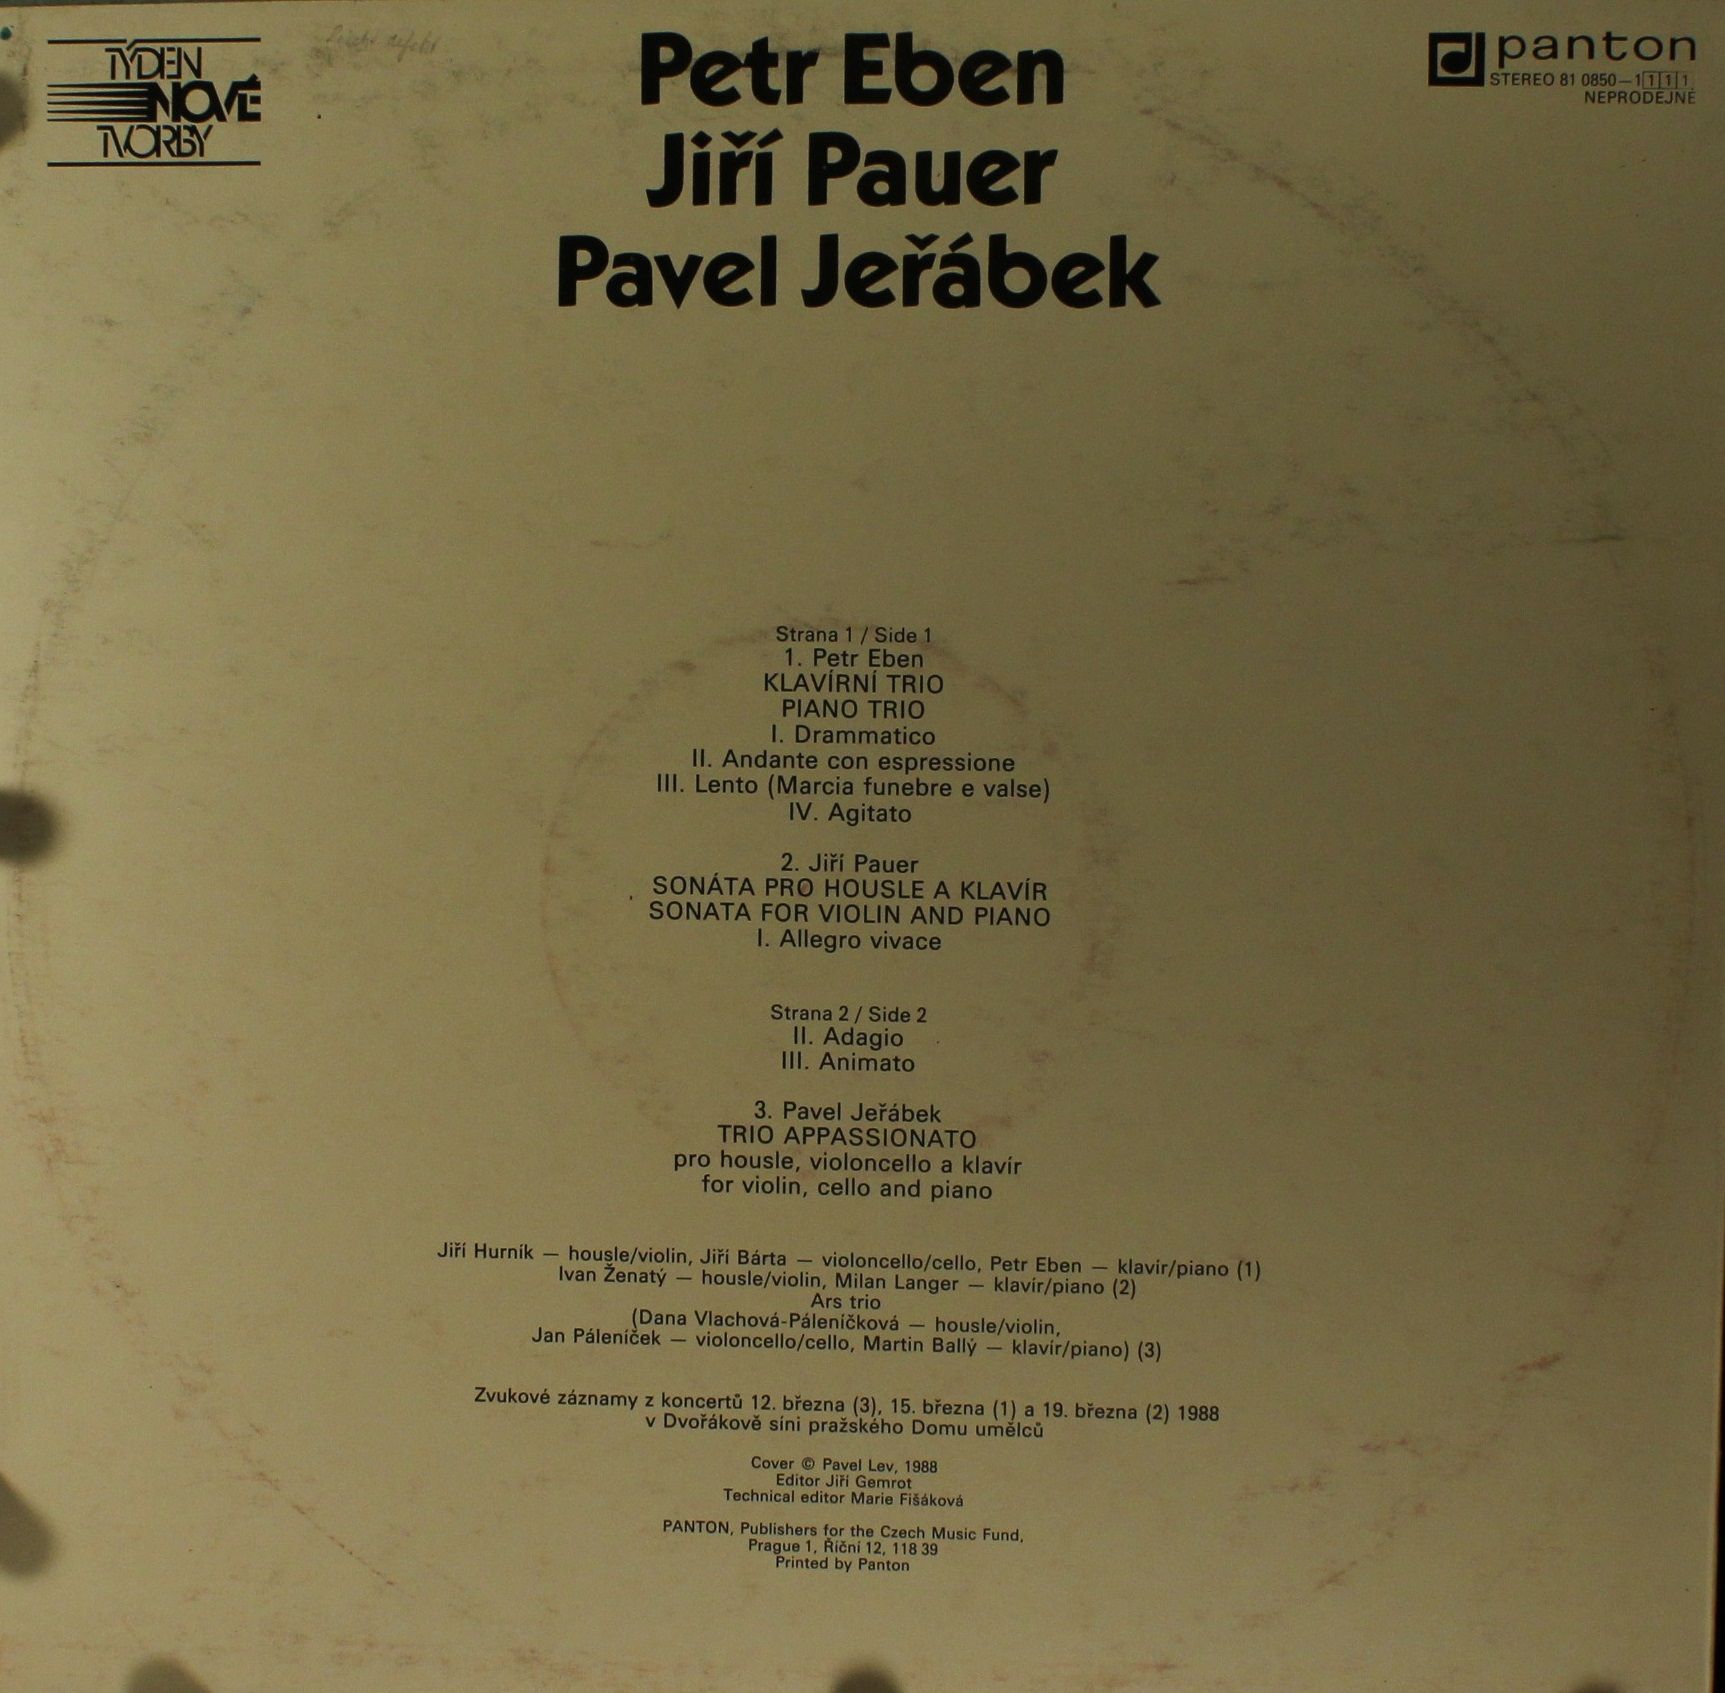 TÝDEN
NOVÉ
TVORBY
Petr Eben
Jiří Pauer
Pavel Jeřábek
panton
STEREO 81 0850–1 1 1 1
NEPRODEJNÉ
Strana 1 / Side 1
1. Petr Eben
KLAVÍRNÍ TRIO
PIANO TRIO
I. Drammatico
II. Andante con espressione
III. Lento (Marcia funebre e valse)
IV. Agitato
2. Jiří Pauer
SONÁTA PRO HOUSLE A KLAVÍR
SONATA FOR VIOLIN AND PIANO
I. Allegro vivace
Strana 2 / Side 2
II. Adagio
III. Animato
3. Pavel Jeřábek
TRIO APPASSIONATO
pro housle, violoncello a klavír
for violin, cello and piano
Jiří Hurník — housle/violin, Jiří Bárta — violoncello/cello, Petr Eben — klavír/piano (1)
Ivan Ženatý — housle/violin, Milan Langer — klavír/piano (2)
Ars trio
(Dana Vlachová-Páleníčková — housle/violin,
Jan Páleníček — violoncello/cello, Martin Ballý — klavír/piano) (3)
Zvukové záznamy z koncertů 12. března (3), 15. března (1) a 19. března (2) 1988
v Dvořákově síni pražského Domu umělců
Cover © Pavel Lev, 1988
Editor Jiří Gemrot
Technical editor Marie Fišáková
PANTON, Publishers for the Czech Music Fund,
Prague 1, Říční 12, 118 39
Printed by Panton